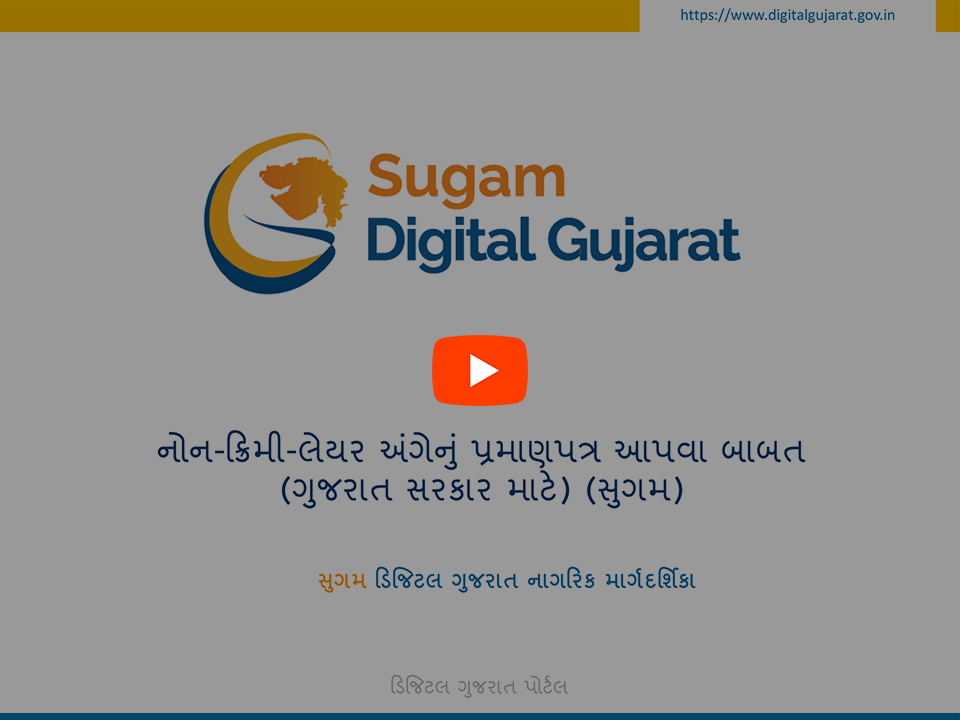 https://www.digitalgujarat.gov.in
Sugam
Digital Gujarat
નોન-ક્રિમી-લેયર અંગેનું પ્રમાણપત્ર આપવા બાબત
(ગુજરાત સરકાર માટે) (સુગમ)
સુગમ ડિજિટલ ગુજરાત નાગરિક માર્ગદર્શિકા
ડિજિટલ ગુજરાત પોર્ટલ